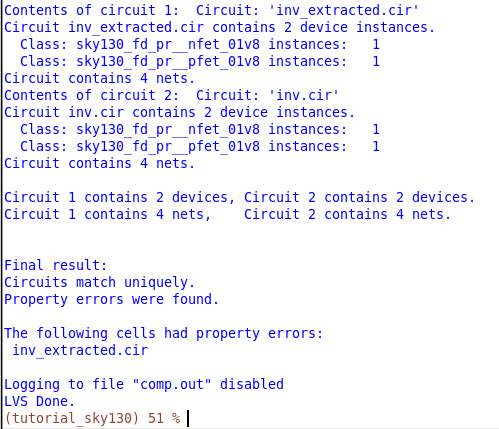 Contents of circuit 1:  Circuit: 'inv_extracted.cir'
Circuit inv_extracted.cir contains 2 device instances.
  Class: sky130_fd_pr__nfet_01v8 instances:   1
  Class: sky130_fd_pr__pfet_01v8 instances:   1
Circuit contains 4 nets.
Contents of circuit 2:  Circuit: 'inv.cir'
Circuit inv.cir contains 2 device instances.
  Class: sky130_fd_pr__nfet_01v8 instances:   1
  Class: sky130_fd_pr__pfet_01v8 instances:   1
Circuit contains 4 nets.

Circuit 1 contains 2 devices, Circuit 2 contains 2 devices.
Circuit 1 contains 4 nets,    Circuit 2 contains 4 nets.

Final result:
Circuits match uniquely.
Property errors were found.

The following cells had property errors:
 inv_extracted.cir

Logging to file "comp.out" disabled
LVS Done.
(tutorial_sky130) 51 %